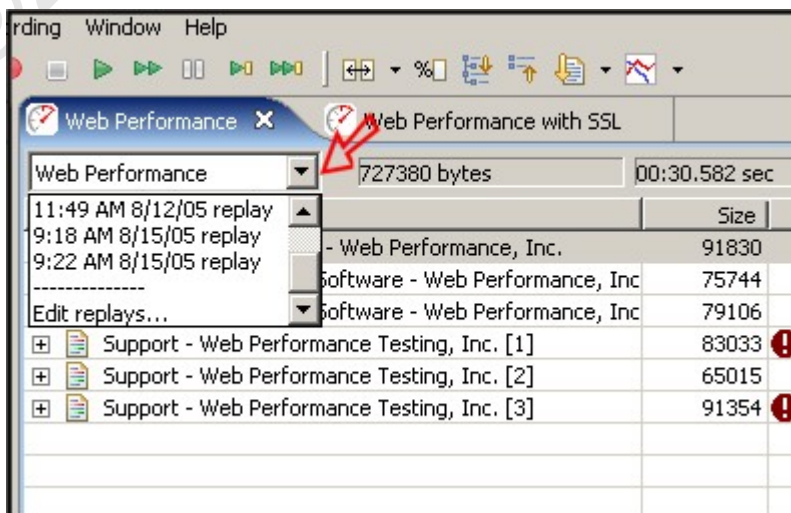 rding Window Help
Web Performance Web Performance with SSL
Web Performance 727380 bytes 00:30.582 sec
Size
11:49 AM 8/12/05 replay
9:18 AM 8/15/05 replay
- Web Performance, Inc. 91830
9:22 AM 8/15/05 replay
Software - Web Performance, Inc 75744
--------------
Edit replays...
Software - Web Performance, Inc 79106
Support - Web Performance Testing, Inc. [1] 83033
Support - Web Performance Testing, Inc. [2] 65015
Support - Web Performance Testing, Inc. [3] 91354